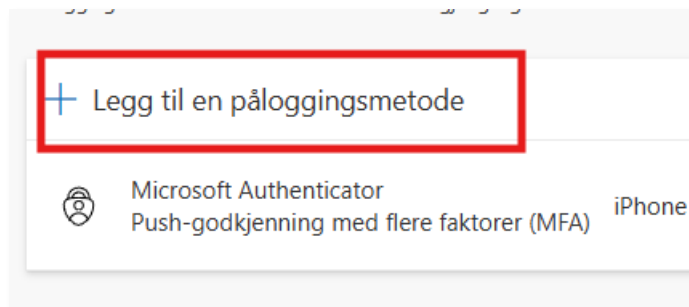 Legg til en påloggingsmetode
Microsoft Authenticator
Push-godkjenning med flere faktorer (MFA)
iPhone